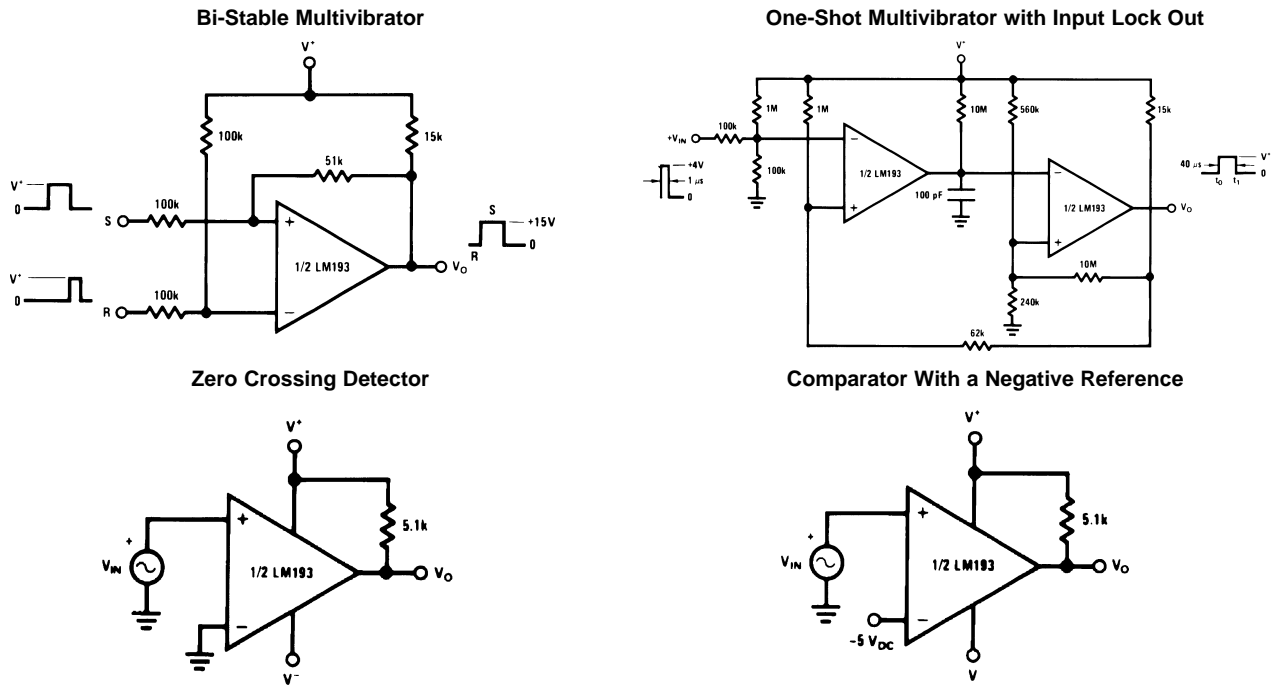 Bi-Stable Multivibrator
V+
100k
15k
51k
V+
0
S
100k
+
1/2 LM193
S
+15V
R
0
VO
V+
0
R
100k
−
One-Shot Multivibrator with Input Lock Out
V+
1M
1M
10M
560k
15k
+VIN
100k
−
+4V
1 μs
0
100k
1/2 LM193
+
100 pF
−
1/2 LM193
+
40 μs
V+
0
t0
t1
VO
10M
240k
62k
Zero Crossing Detector
V+
5.1k
+
VIN
+
1/2 LM193
VO
−
V−
Comparator With a Negative Reference
V+
5.1k
+
VIN
+
1/2 LM193
VO
−5 VDC
−
V